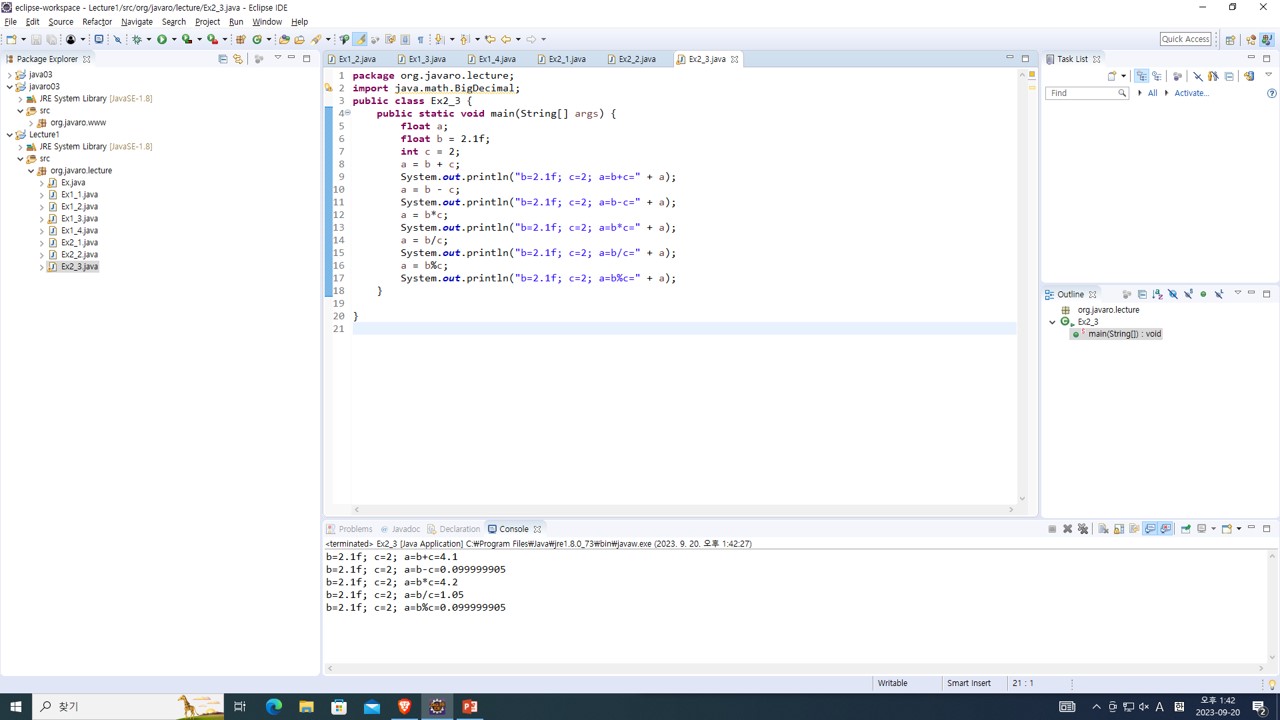 eclipse-workspace - Lecture1/src/org/javaro/lecture/Ex2_3.java - Eclipse IDE
File Edit Source Refactor Navigate Search Project Run Window Help
Quick Access
Package Explorer
java03
javaro03
JRE System Library [JavaSE-1.8]
src
org.javaro.www
Lecture1
JRE System Library [JavaSE-1.8]
src
org.javaro.lecture
Ex.java
Ex1_1.java
Ex1_2.java
Ex1_3.java
Ex1_4.java
Ex2_1.java
Ex2_2.java
Ex2_3.java
Ex1_2.java Ex1_3.java Ex1_4.java Ex2_1.java Ex2_2.java Ex2_3.java
1 package org.javaro.lecture;
2 import java.math.BigDecimal;
3 public class Ex2_3 {
4 public static void main(String[] args) {
5 float a;
6 float b = 2.1f;
7 int c = 2;
8 a = b + c;
9 System.out.println("b=2.1f; c=2; a=b+c=" + a);
10 a = b - c;
11 System.out.println("b=2.1f; c=2; a=b-c=" + a);
12 a = b*c;
13 System.out.println("b=2.1f; c=2; a=b*c=" + a);
14 a = b/c;
15 System.out.println("b=2.1f; c=2; a=b/c=" + a);
16 a = b%c;
17 System.out.println("b=2.1f; c=2; a=b%c=" + a);
18 }
19
20 }
21
Task List
Find All Activate...
Outline
org.javaro.lecture
Ex2_3
main(String[]) : void
Problems Javadoc Declaration Console
<terminated> Ex2_3 [Java Application] C:₩Program Files₩Java₩jre1.8.0_73₩bin₩javaw.exe (2023. 9. 20. 오후 1:42:27)
b=2.1f; c=2; a=b+c=4.1
b=2.1f; c=2; a=b-c=0.099999905
b=2.1f; c=2; a=b*c=4.2
b=2.1f; c=2; a=b/c=1.05
b=2.1f; c=2; a=b%c=0.099999905
Writable Smart Insert 21 : 1
찾기
A 漢 오후 1:42
2023-09-20
2